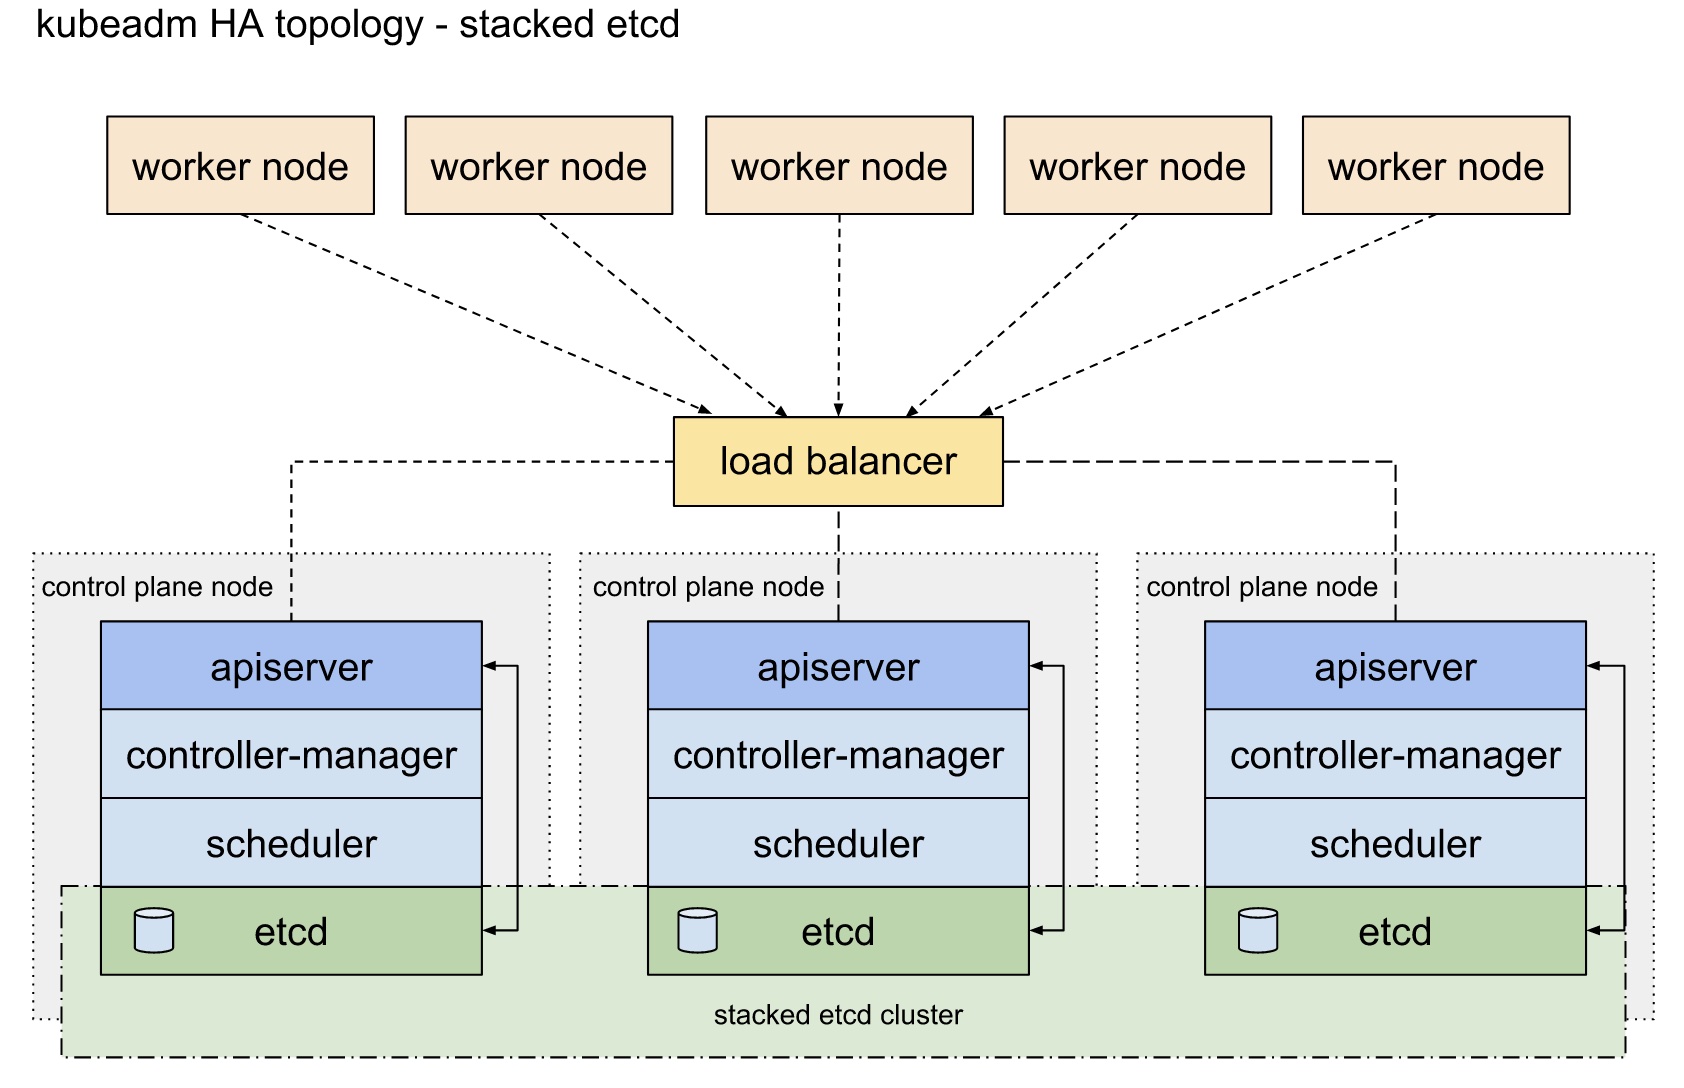 kubeadm HA topology - stacked etcd
worker node
worker node
worker node
worker node
worker node
load balancer
control plane node
control plane node
control plane node
apiserver
apiserver
apiserver
controller-manager
controller-manager
controller-manager
scheduler
scheduler
scheduler
etcd
etcd
etcd
stacked etcd cluster